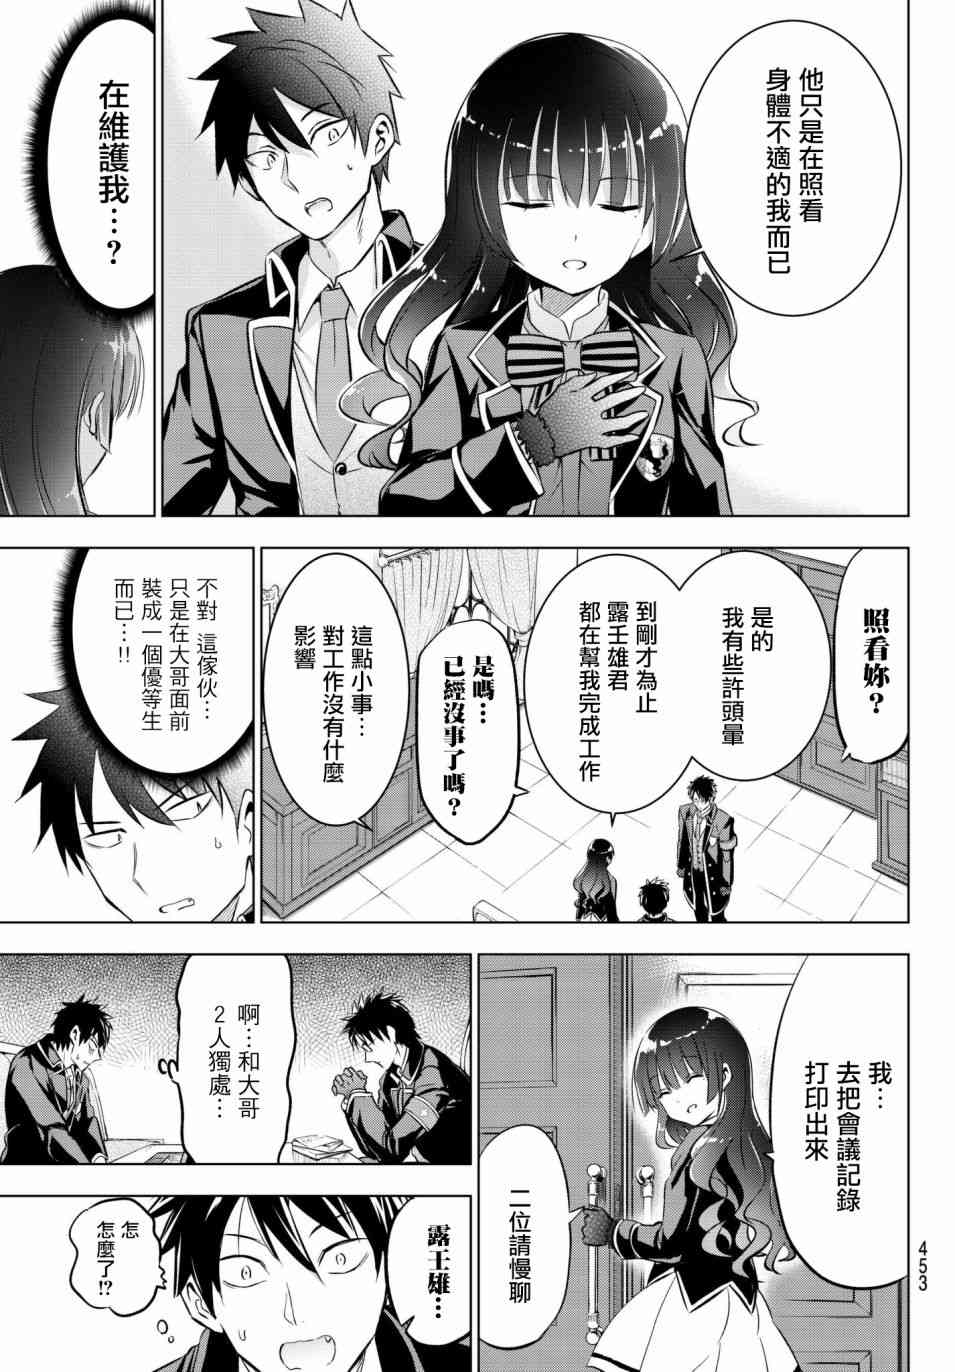 他只是在照看
身體不適的我而已
在維護我…?
照看妳?
是的
我有些許頭暈
到剛才為止
露壬雄君
都在幫我完成工作
是嗎…
已經沒事了嗎?
這點小事…
對工作沒有什麼
影響
不對 這傢伙…
只是在大哥面前
裝成一個優等生
而已…!!
我…
去把會議記錄
打印出來
二位請慢聊
啊…和大哥
2人獨處…
露壬雄…
怎
怎麼了!?
453